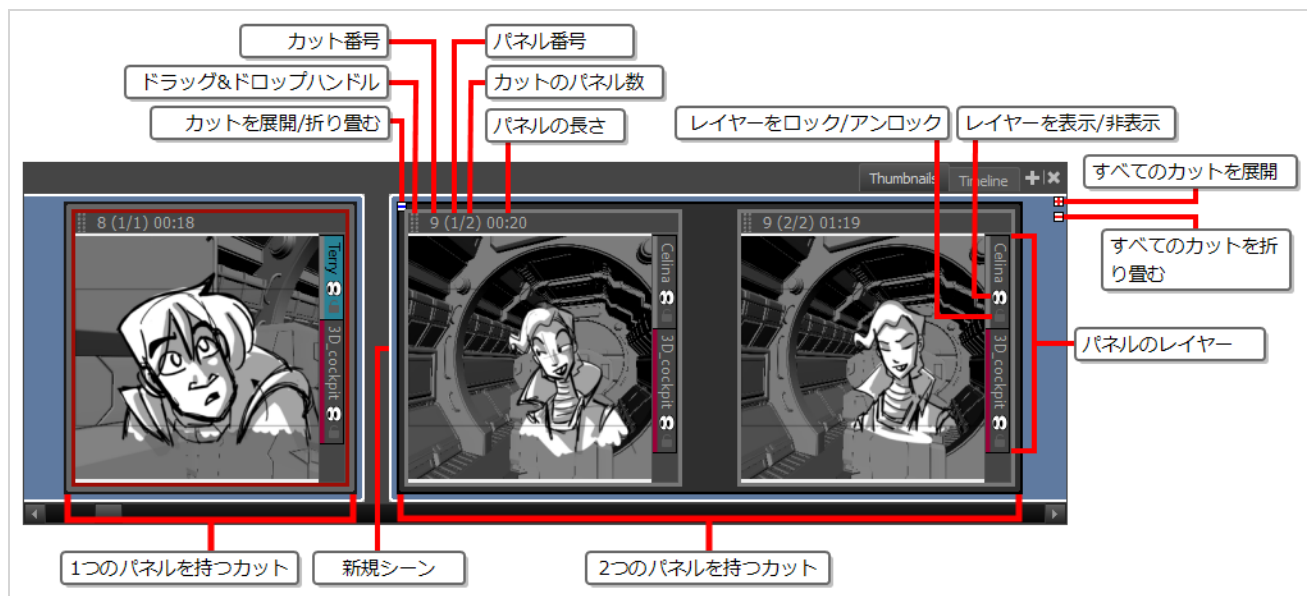 カット番号
パネル番号
ドラッグ&ドロップハンドル
カットのパネル数
カットを展開/折り畳む
パネルの長さ
レイヤーをロック/アンロック
レイヤーを表示/非表示
すべてのカットを展開
Thumbnails
Timeline
8 (1/1) 00:18
9 (1/2) 00:20
9 (2/2) 01:19
すべてのカットを折
り畳む
Terry
3D_cockpit
Celina
3D_cockpit
Celina
3D_cockpit
パネルのレイヤー
1つのパネルを持つカット
新規シーン
2つのパネルを持つカット